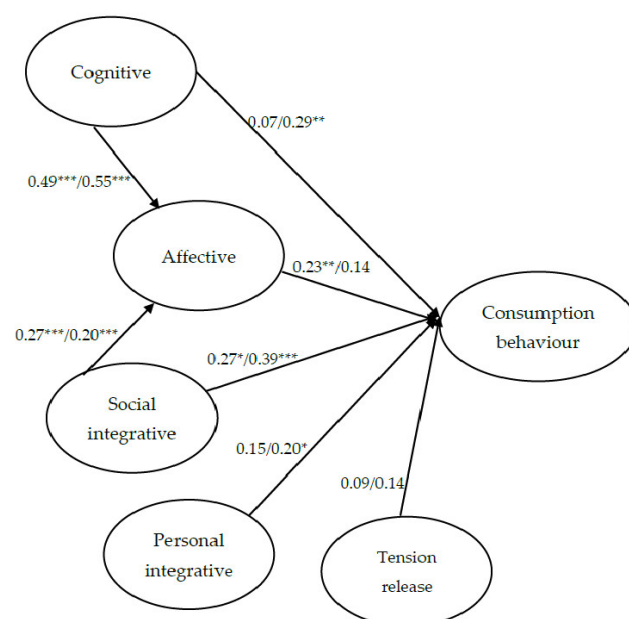 Cognitive
0.07/0.29**
0.49***/0.55***
Affective
0.23**/0.14
Consumption
behaviour
0.27***/0.20***
0.27*/0.39***
Social
integrative
0.15/0.20*
0.09/0.14
Personal
integrative
Tension
release